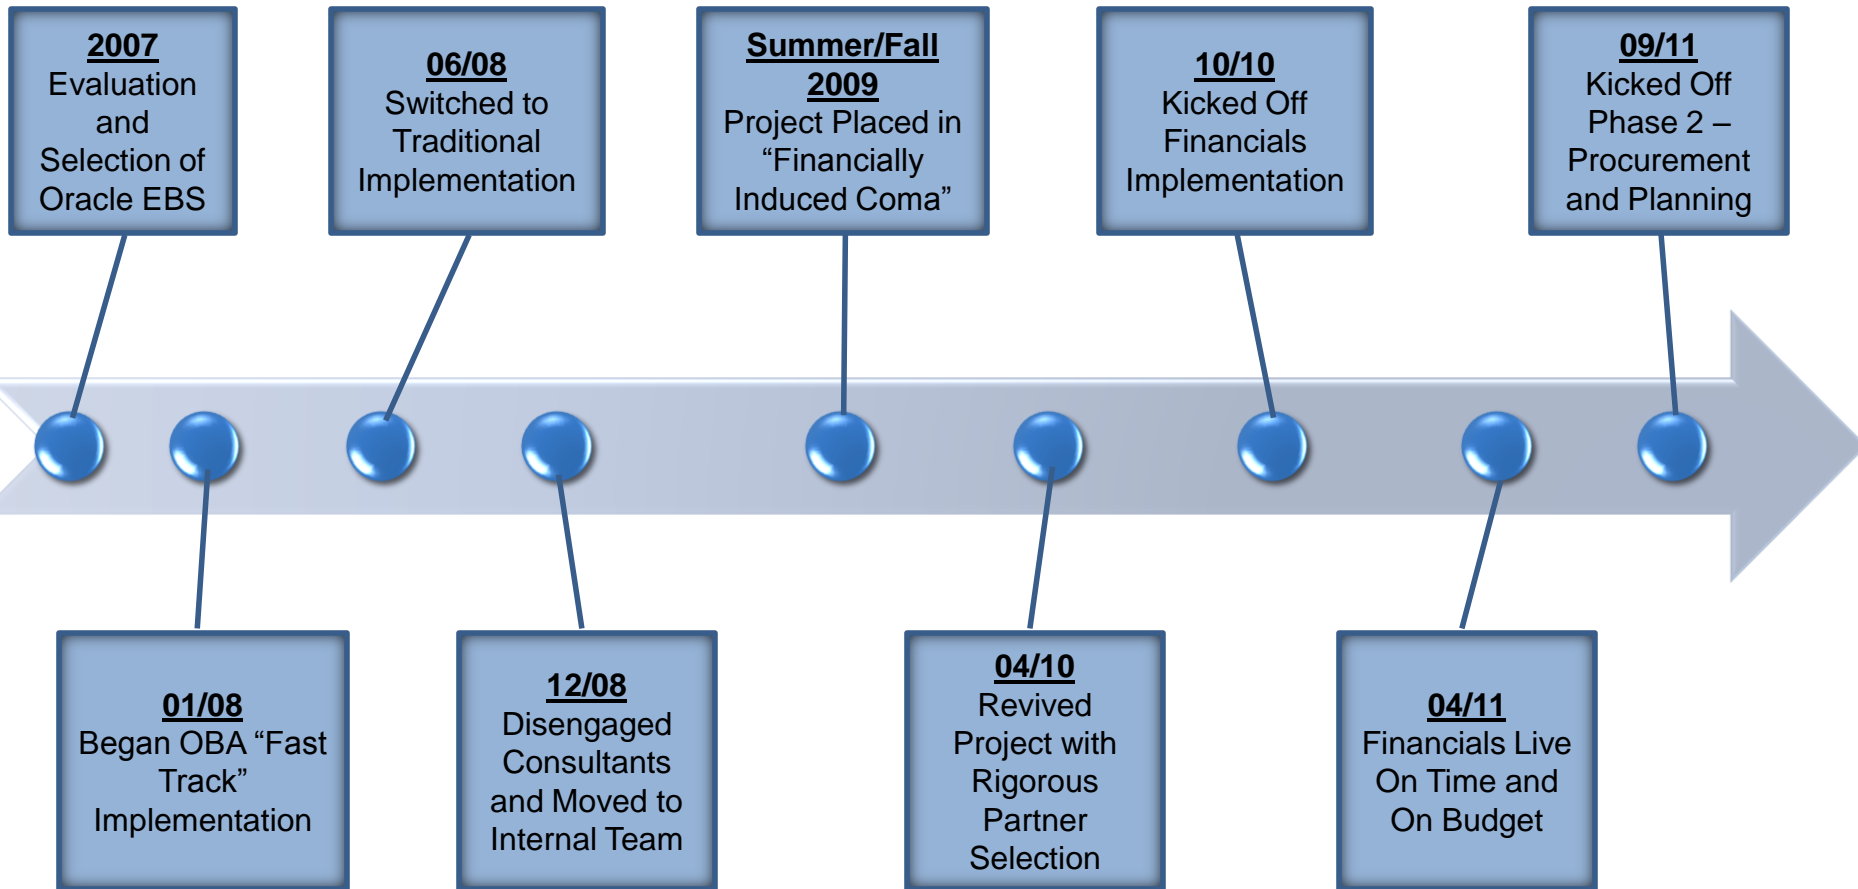 2007
Evaluation
and
Selection of
Oracle EBS
06/08
Switched to
Traditional
Implementation
Summer/Fall
2009
Project Placed in
“Financially
Induced Coma”
10/10
Kicked Off
Financials
Implementation
09/11
Kicked Off
Phase 2 –
Procurement
and Planning
01/08
Began OBA “Fast
Track”
Implementation
12/08
Disengaged
Consultants
and Moved to
Internal Team
04/10
Revived
Project with
Rigorous
Partner
Selection
04/11
Financials Live
On Time and
On Budget